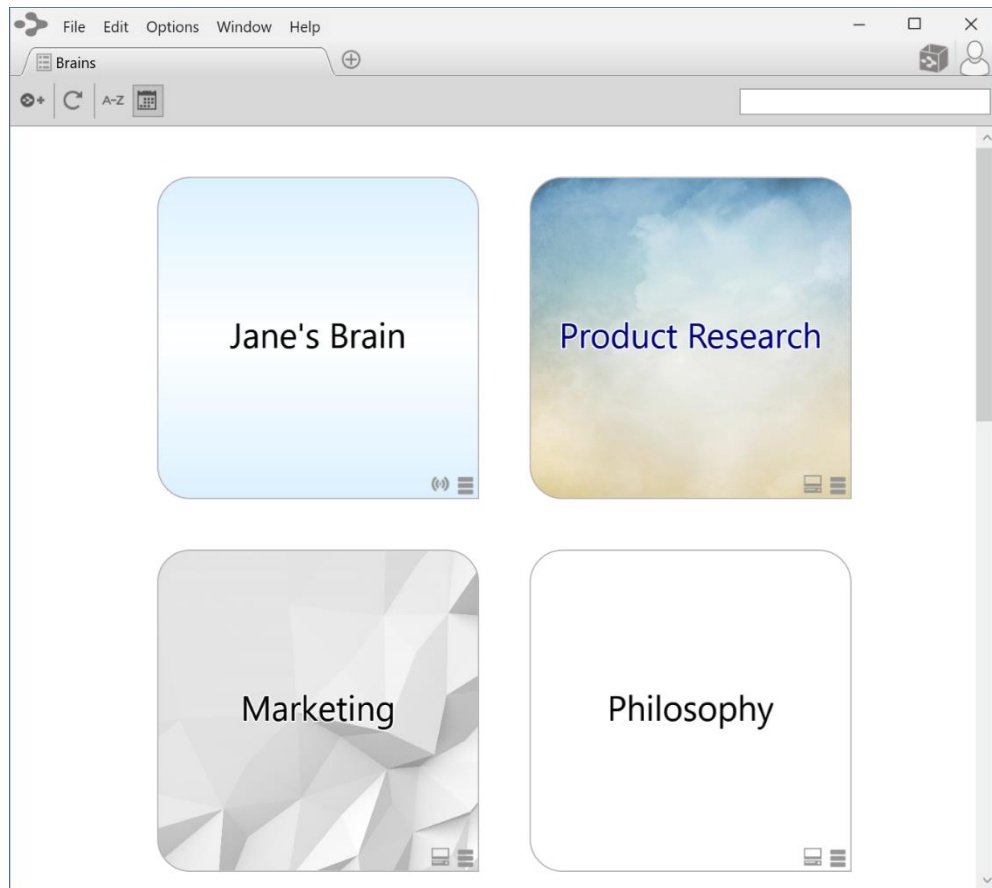 File Edit Options Window Help
Brains
A-Z
Jane's Brain Product Research
Marketing Philosophy